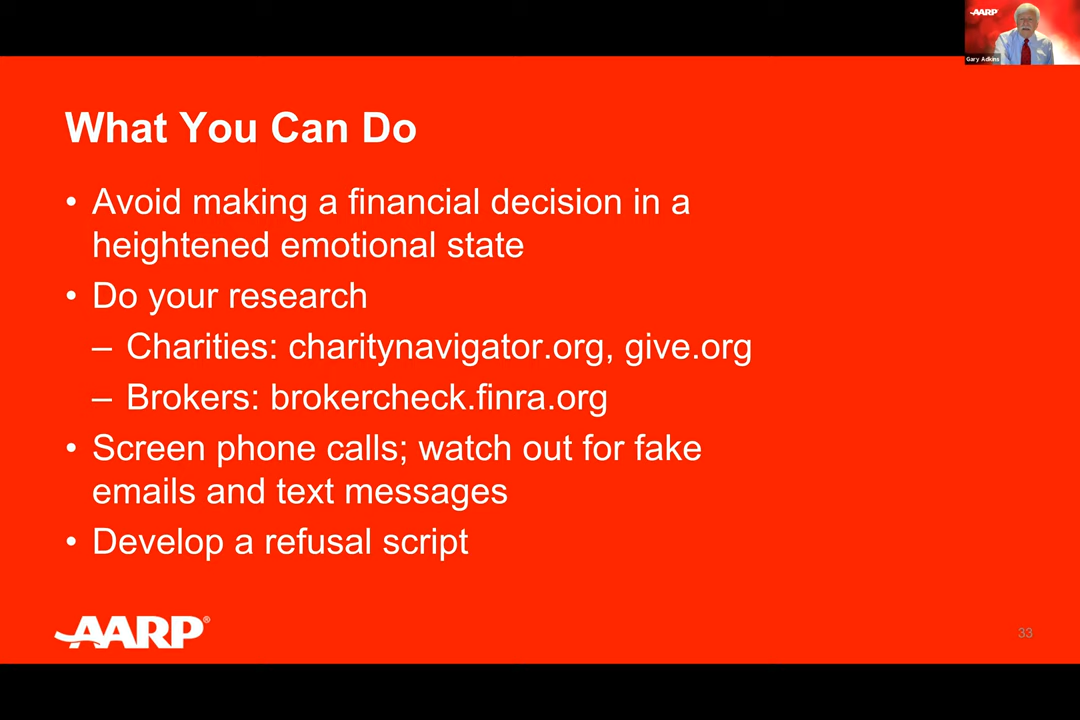 AARP
Gary Adkins
What You Can Do
• Avoid making a financial decision in a
heightened emotional state
• Do your research
– Charities: charitynavigator.org, give.org
– Brokers: brokercheck.finra.org
• Screen phone calls; watch out for fake
emails and text messages
• Develop a refusal script
AARP®
33